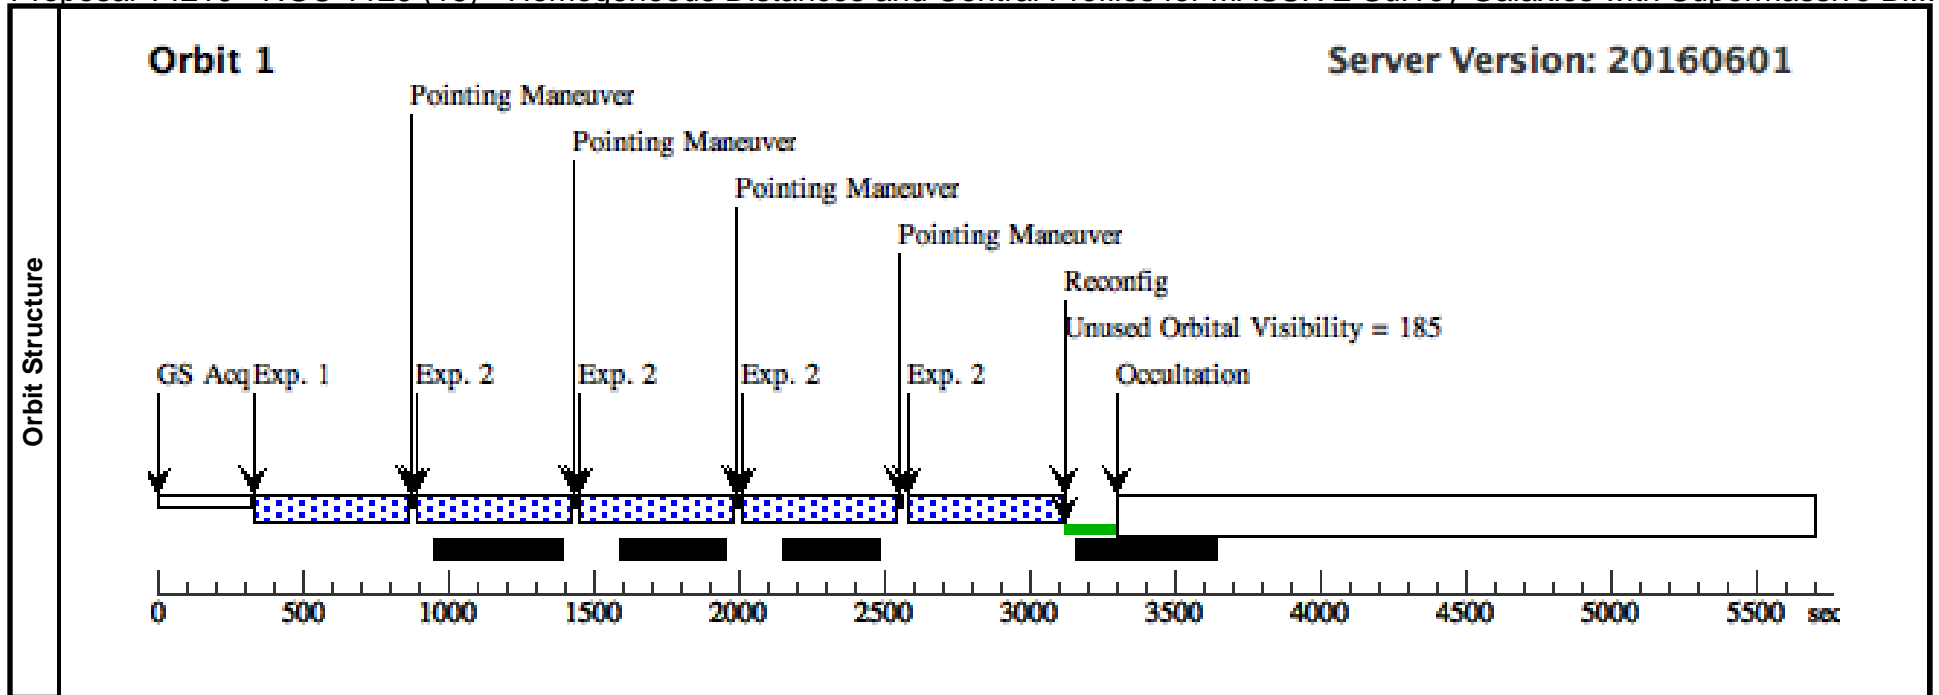 Orbit Structure
Orbit 1
Server Version: 20160601
Pointing Maneuver
Pointing Maneuver
Pointing Maneuver
Pointing Maneuver
Reconfig
Unused Orbital Visibility = 185
GS Acq Exp. 1 Exp. 2 Exp. 2 Exp. 2 Exp. 2 Occultation
0 500 1000 1500 2000 2500 3000 3500 4000 4500 5000 5500 sec